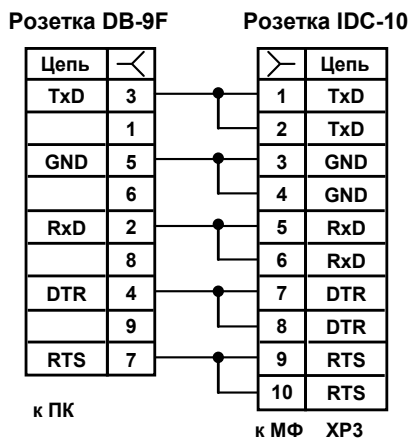 Розетка DB-9F Розетка IDC-10
Цепь Цепь
TxD 3 1 TxD
1 2 TxD
GND 5 3 GND
6 4 GND
RxD 2 5 RxD
8 6 RxD
DTR 4 7 DTR
9 8 DTR
RTS 7 9 RTS
10 RTS
к ПК
к МФ XP3